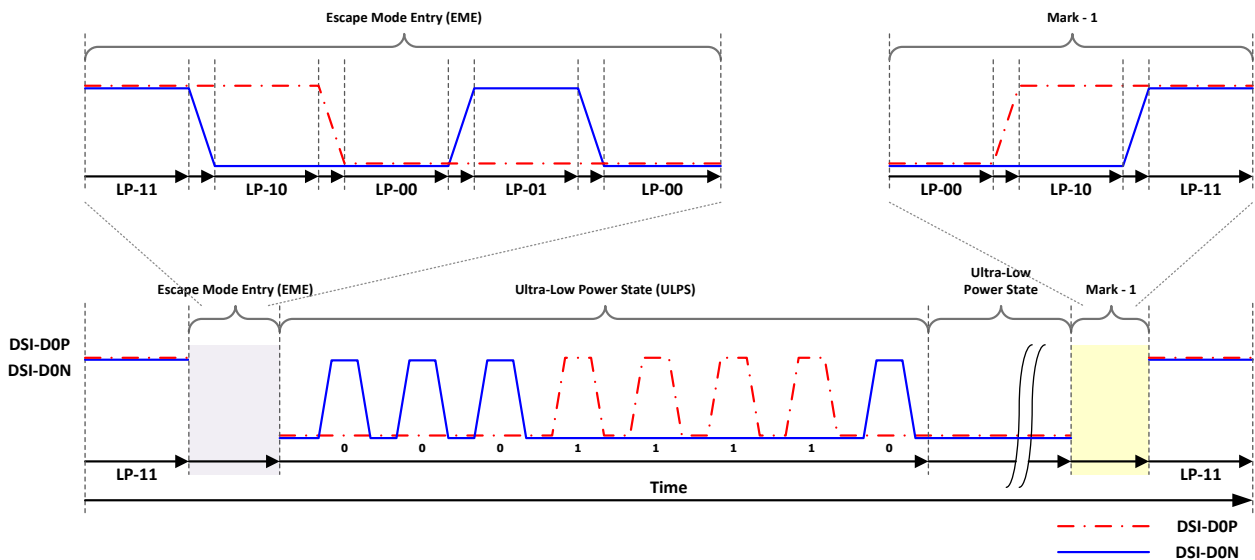 Escape Mode Entry (EME)
Mark - 1
LP-11
LP-10
LP-00
LP-01
LP-00
LP-00
LP-10
LP-11
Escape Mode Entry (EME)
Ultra-Low Power State (ULPS)
Ultra-Low
Power State
Mark - 1
DSI-D0P
DSI-D0N
0
0
0
1
1
1
1
0
LP-11
LP-11
Time
DSI-D0P
DSI-D0N